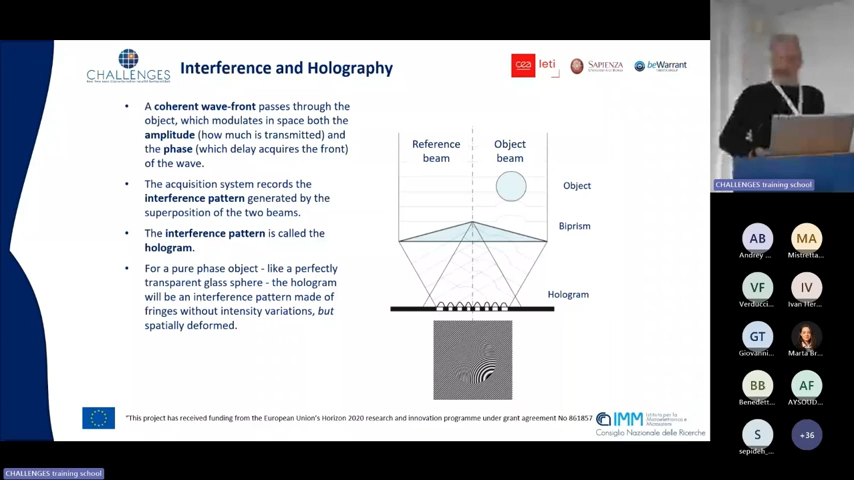 CHALLENGES
Interference and Holography
cea
leti
SAPIENZA
beWarrant
• A coherent wave-front passes through the
object, which modulates in space both the
amplitude (how much is transmitted) and
the phase (which delay acquires the front)
of the wave.
• The acquisition system records the
interference pattern generated by the
superposition of the two beams.
• The interference pattern is called the
hologram.
• For a pure phase object - like a perfectly
transparent glass sphere - the hologram
will be an interference pattern made of
fringes without intensity variations, but
spatially deformed.
Reference
beam
Object
beam
Object
Biprism
Hologram
"This project has received funding from the European Union's Horizon 2020 research and innovation programme under grant agreement No 861857
IMM
Consiglio Nazionale delle Ricerche
CHALLENGES training school
CHALLENGES training school
AB
MA
Andrey ...
Mistretta...
VF
IV
Verducci...
Ivan Her...
GT
Giovanni...
Marta Br...
BB
AF
Benedett...
AYSOUD...
S
+36
sepideh_...